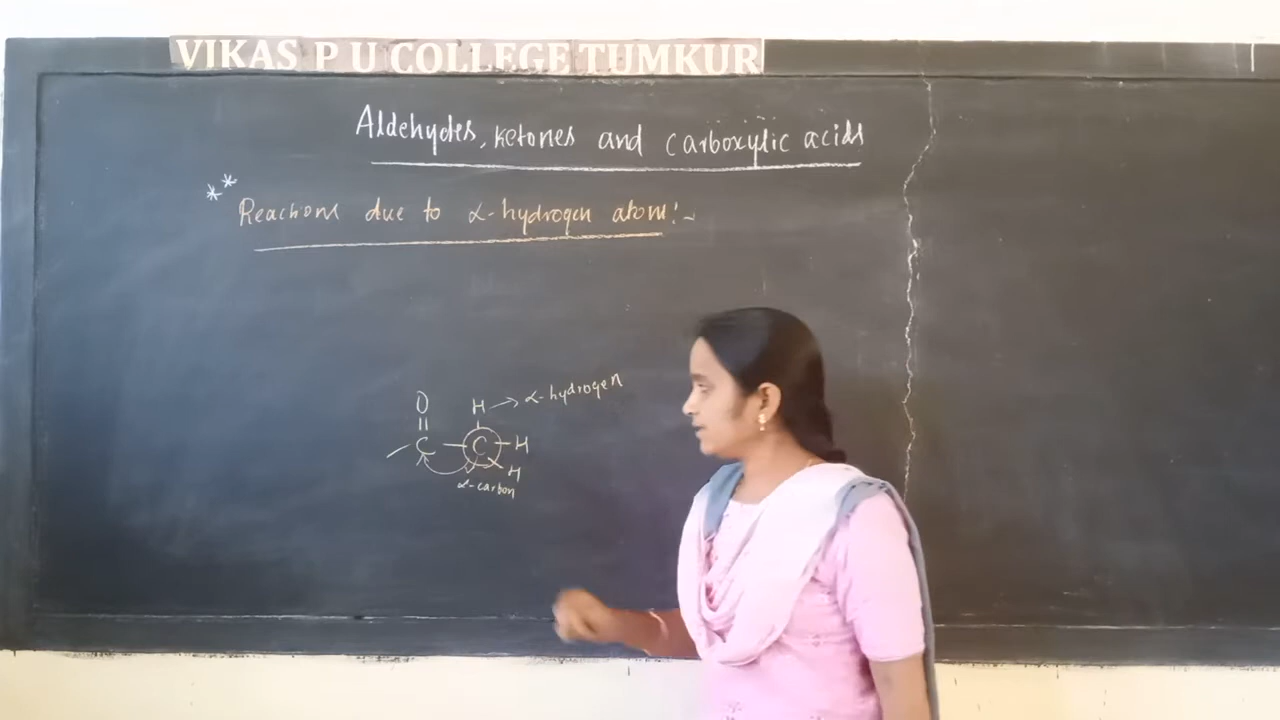 VIKAS P U COLLEGE TUMKUR
Aldehydes, ketones and carboxylic acids
** Reactions due to α-hydrogen atom:-
O H → α-hydrogen
C C H
H
α-carbon